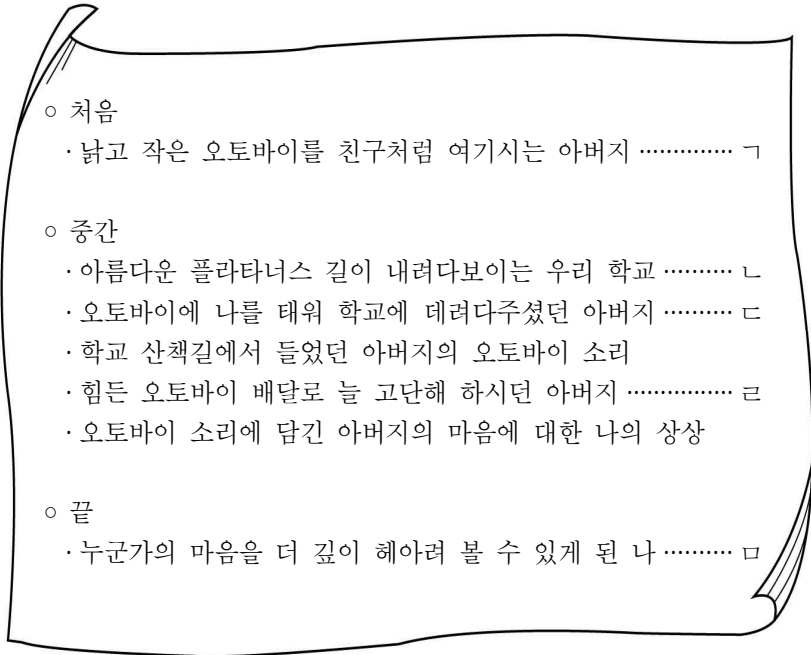 ○ 처음
· 낡고 작은 오토바이를 친구처럼 여기시는 아버지 ·············· ㄱ
○ 중간
· 아름다운 플라타너스 길이 내려다보이는 우리 학교 ·········· ㄴ
· 오토바이에 나를 태워 학교에 데려다주셨던 아버지 ·········· ㄷ
· 학교 산책길에서 들었던 아버지의 오토바이 소리
· 힘든 오토바이 배달로 늘 고단해 하시던 아버지 ················ ㄹ
· 오토바이 소리에 담긴 아버지의 마음에 대한 나의 상상
○ 끝
· 누군가의 마음을 더 깊이 헤아려 볼 수 있게 된 나 ·········· ㅁ